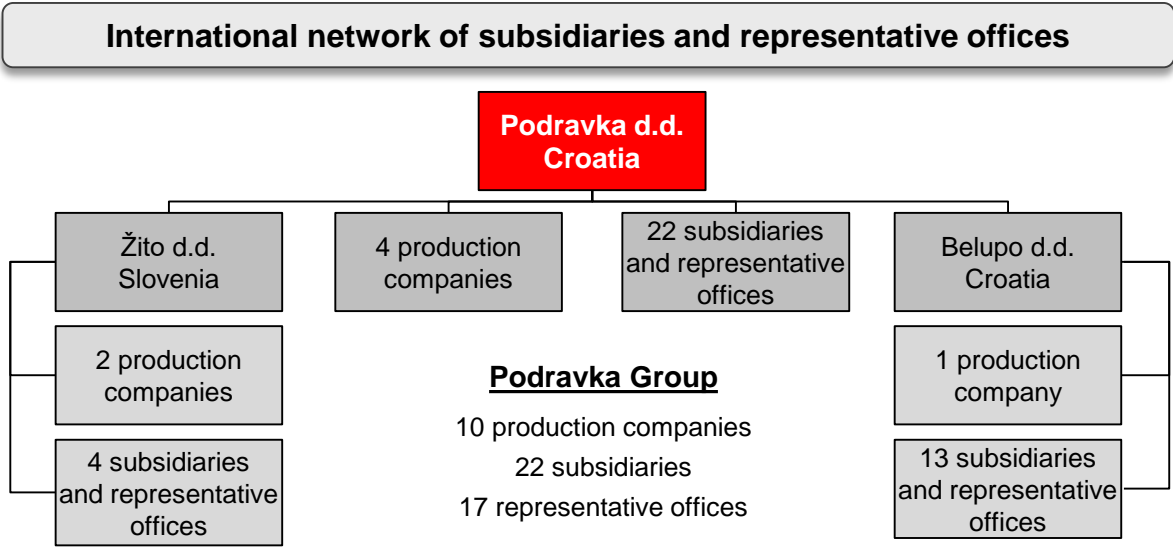 International network of subsidiaries and representative offices
Podravka d.d.
Croatia
Žito d.d.
Slovenia
4 production
companies
22 subsidiaries
and representative
offices
Belupo d.d.
Croatia
2 production
companies
1 production
company
4 subsidiaries
and representative
offices
13 subsidiaries
and representative
offices
Podravka Group
10 production companies
22 subsidiaries
17 representative offices